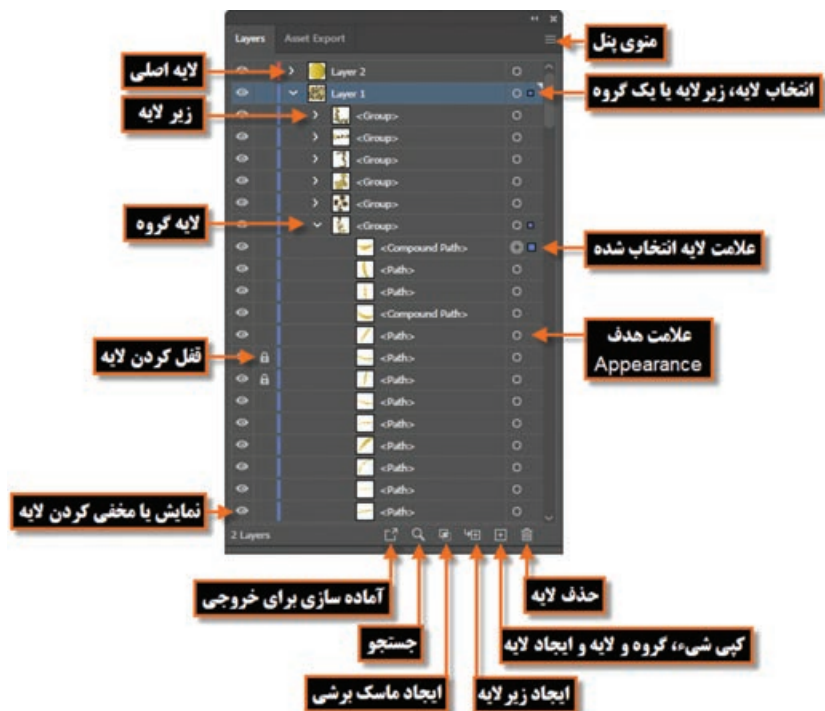 Layers Asset Export
منوی پنل
لایه اصلی
Layer 2
Layer 1
انتخاب لایه، زیرلایه یا یک گروه
زیر لایه
<Group>
<Group>
<Group>
<Group>
<Group>
لایه گروه
<Group>
<Compound Path>
علامت لایه انتخاب شده
<Path>
<Path>
<Compound Path>
<Path>
علامت هدف
Appearance
قفل کردن لایه
<Path>
<Path>
<Path>
<Path>
<Path>
<Path>
<Path>
نمایش یا مخفی کردن لایه
<Path>
2 Layers
حذف لایه
آماده سازی برای خروجی
جستجو
کپی شیء، گروه و لایه و ایجاد لایه
ایجاد ماسک برشی
ایجاد زیرلایه